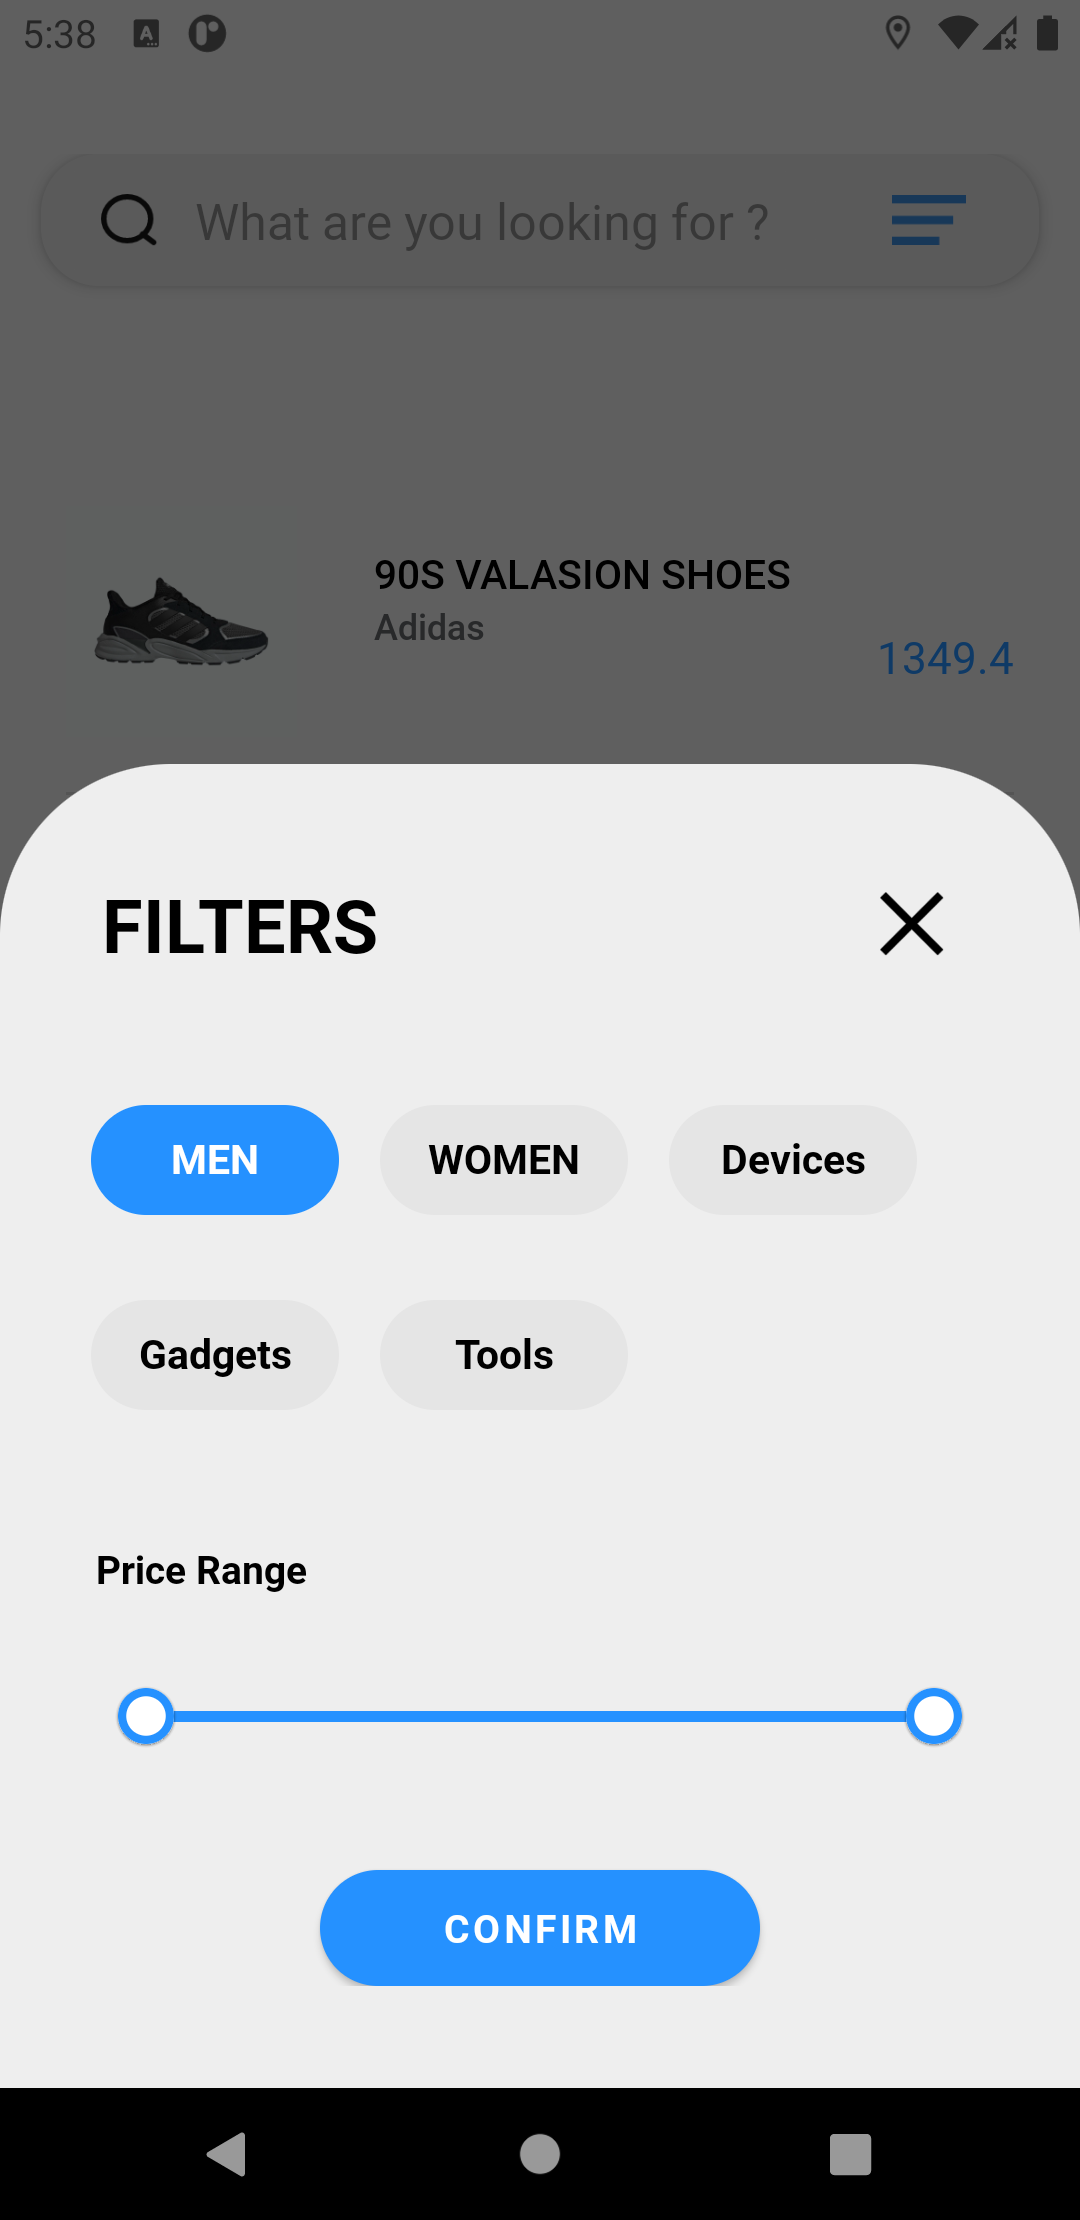 5:38
What are you looking for ?
90S VALASION SHOES
Adidas
1349.4
FILTERS
MEN WOMEN Devices
Gadgets Tools
Price Range
CONFIRM